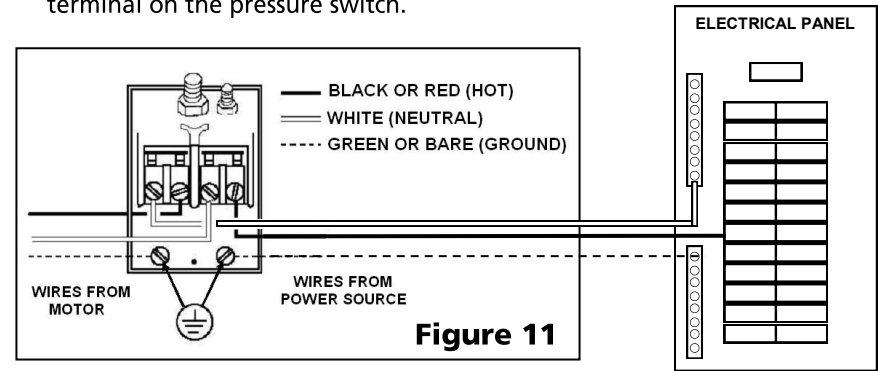 terminal on the pressure switch.
ELECTRICAL PANEL
BLACK OR RED (HOT)
WHITE (NEUTRAL)
GREEN OR BARE (GROUND)
WIRES FROM
MOTOR
WIRES FROM
POWER SOURCE
Figure 11